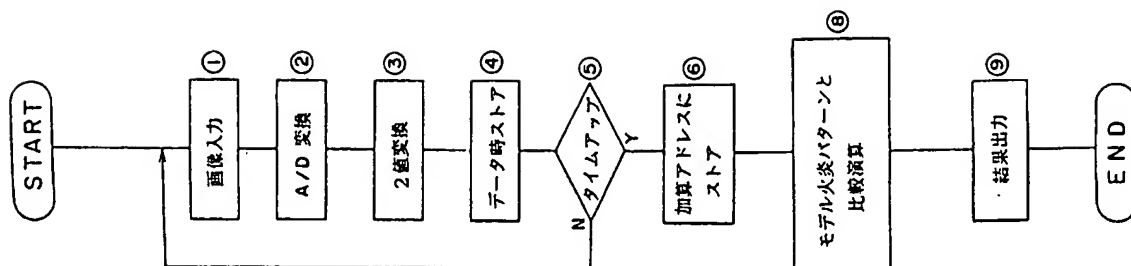 START
画像入力 ①
A/D 変換 ②
2値変換 ③
データ時ストア ④
タイムアップ ⑤
N
Y
加算アドレスに ⑥
ストア
モデル火炎パターンと ⑧
比較演算
結果出力 ⑨
END